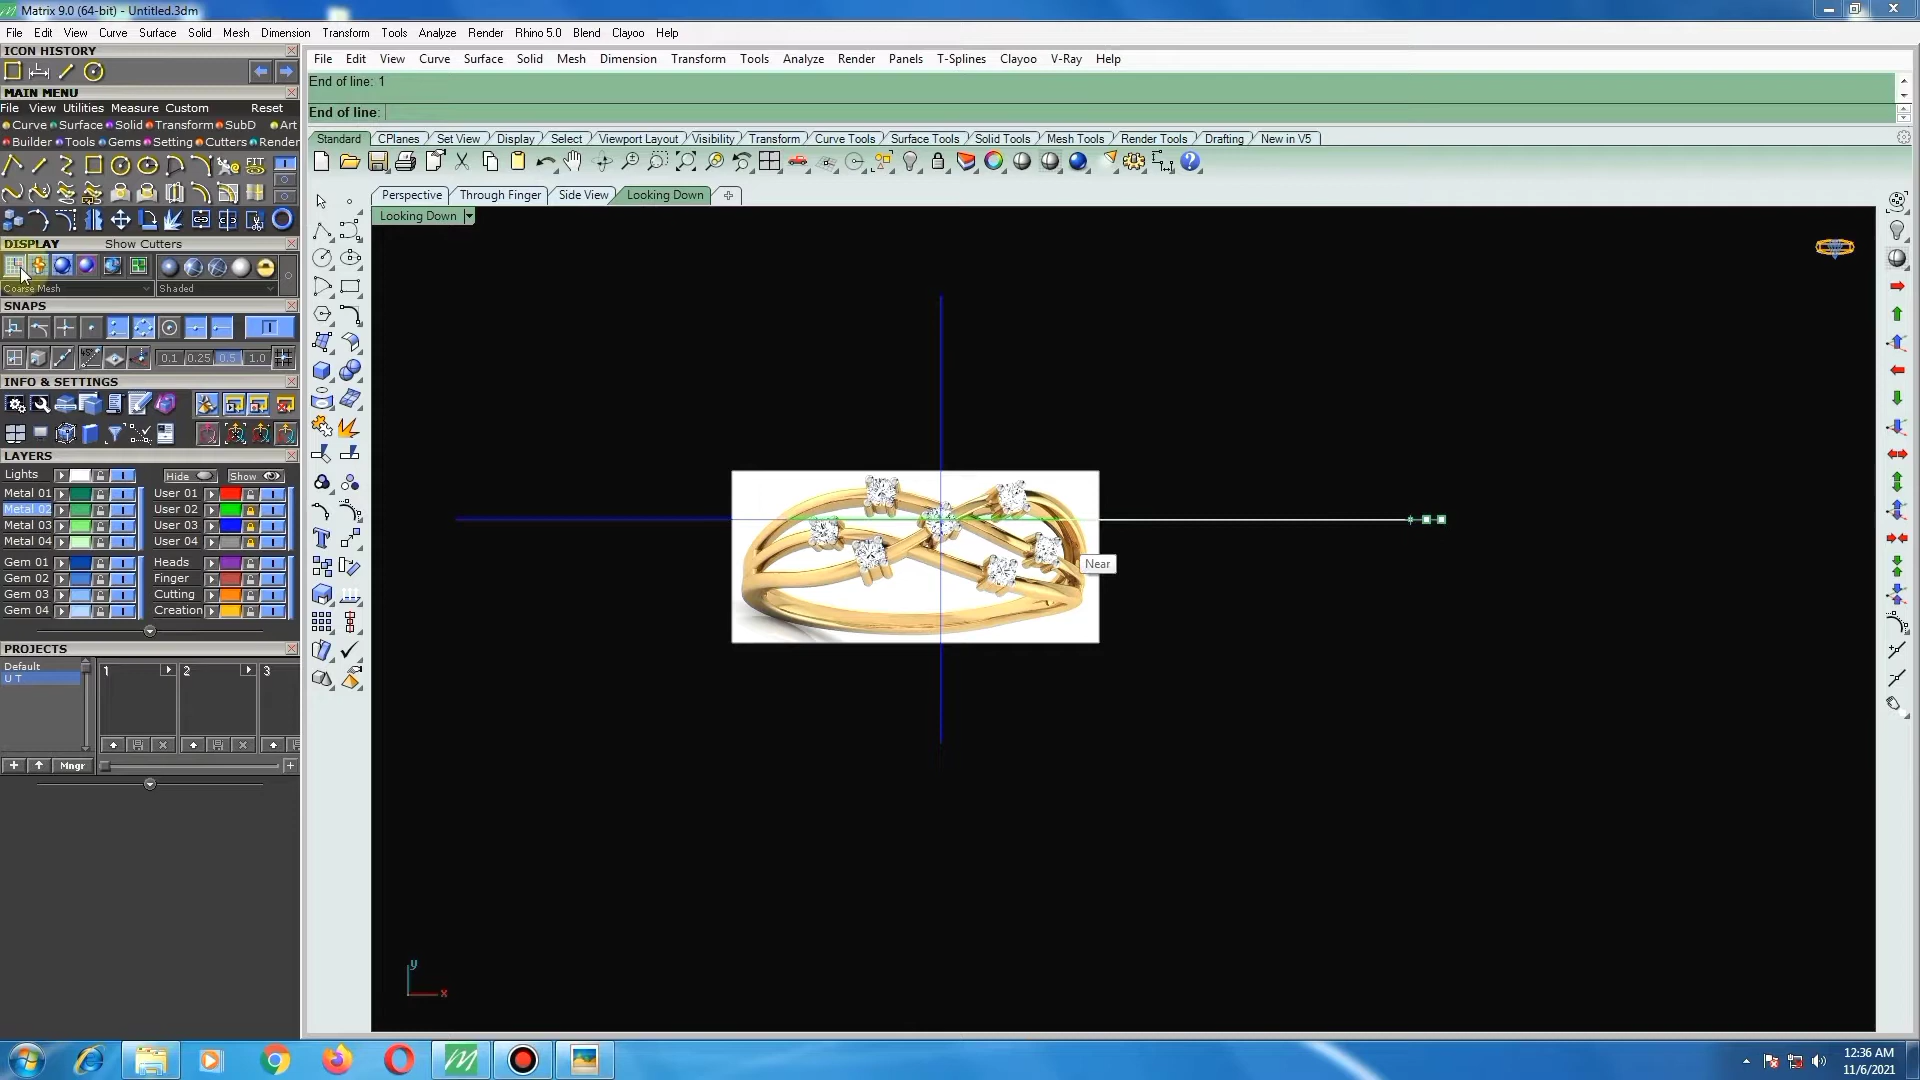 Matrix 9.0 (64-bit) - Untitled.3dm
File Edit View Curve Surface Solid Mesh Dimension Transform Tools Analyze Render Rhino 5.0 Blend Clayoo Help
ICON HISTORY
MAIN MENU
File View Utilities Measure Custom Reset
Curve Surface Solid Transform SubD Art
Builder Tools Gems Setting Cutters Render
FIT
DISPLAY Show Cutters
Coarse Mesh Shaded
SNAPS
0.1 0.25 0.5 1.0
INFO & SETTINGS
LAYERS
Lights Hide Show
Metal 01 User 01
Metal 02 User 02
Metal 03 User 03
Metal 04 User 04
Gem 01 Heads
Gem 02 Finger
Gem 03 Cutting
Gem 04 Creation
PROJECTS
Default 1 2 3
U T
Mngr
File Edit View Curve Surface Solid Mesh Dimension Transform Tools Analyze Render Panels T-Splines Clayoo V-Ray Help
End of line: 1
End of line:
Standard CPlanes Set View Display Select Viewport Layout Visibility Transform Curve Tools Surface Tools Solid Tools Mesh Tools Render Tools Drafting New in V5
Perspective Through Finger Side View Looking Down
Looking Down
Near
y
x
12:36 AM
11/6/2021